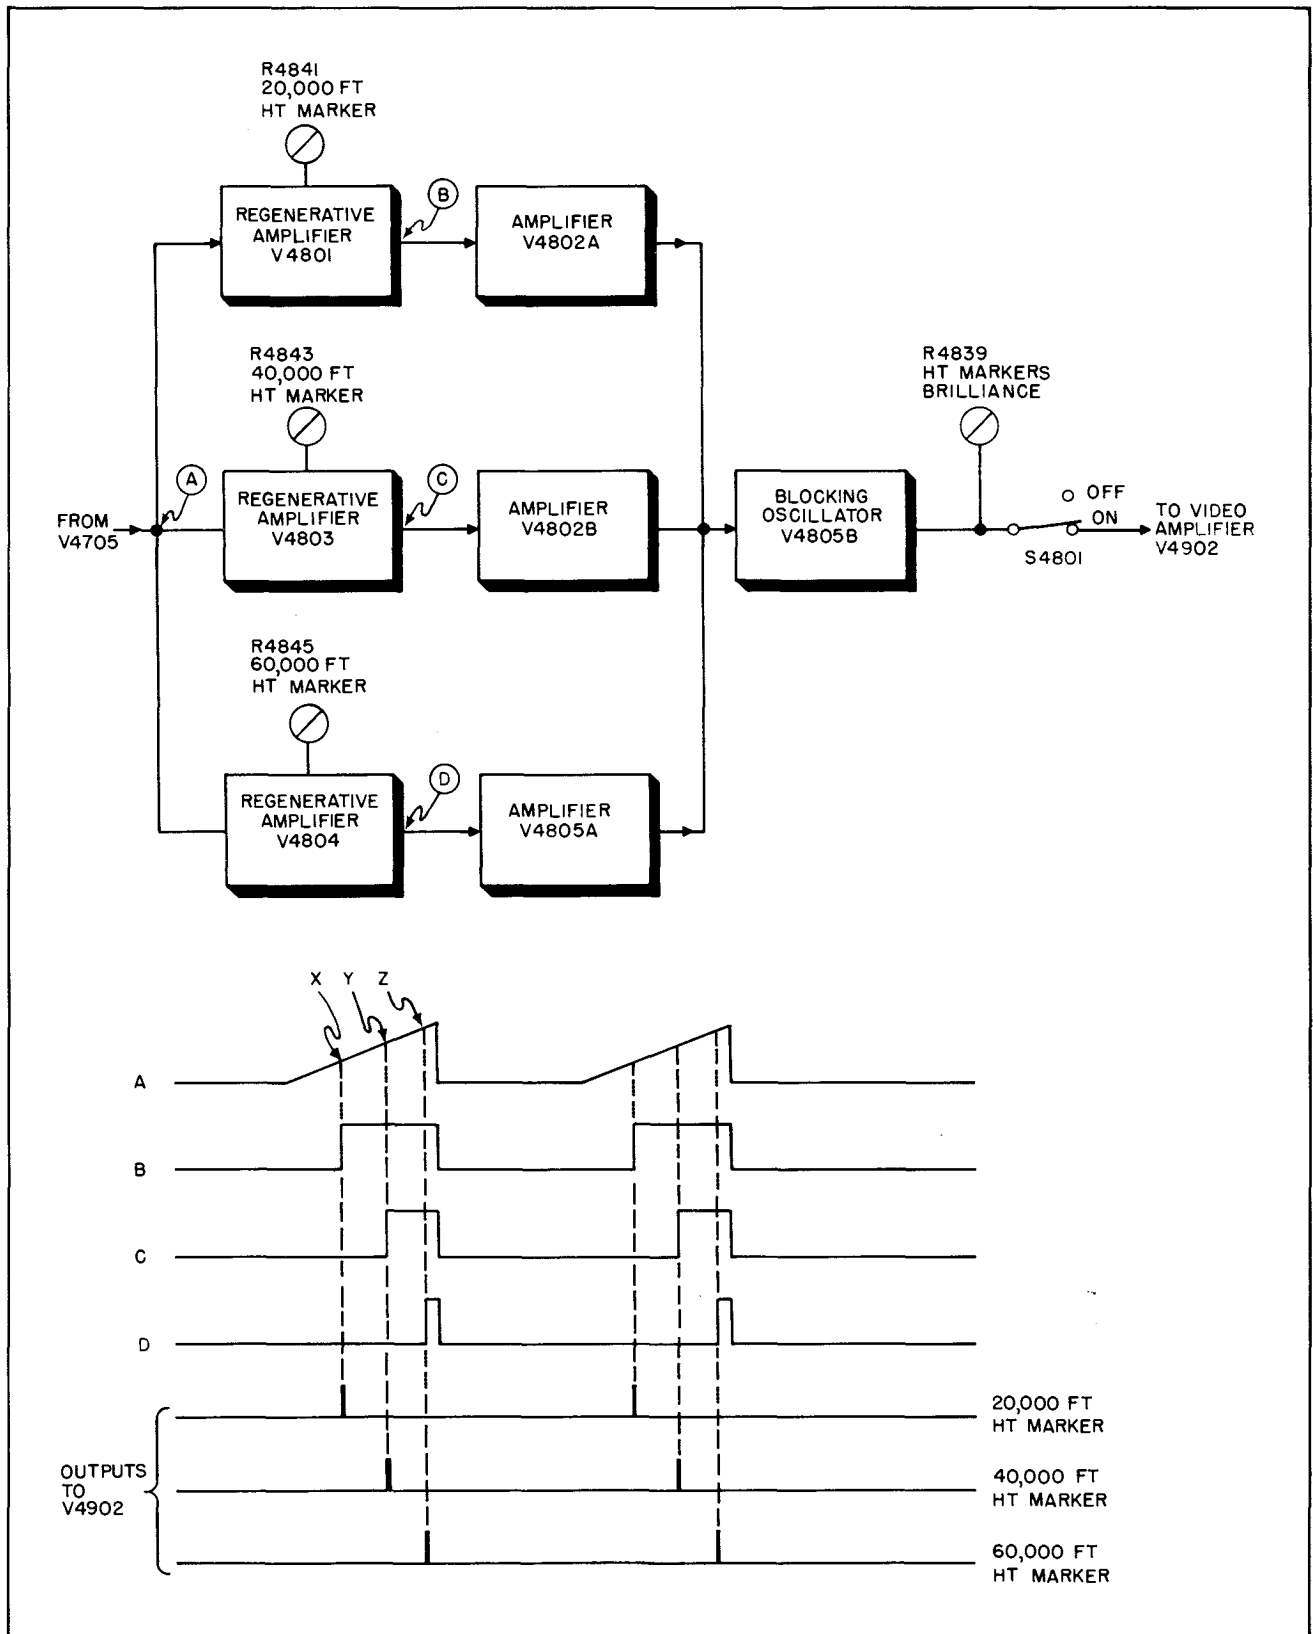 R4841
20,000 FT
HT MARKER
REGENERATIVE
AMPLIFIER
V4801
B
AMPLIFIER
V4802A
R4843
40,000 FT
HT MARKER
R4839
HT MARKERS
BRILLIANCE
FROM
V4705
A
REGENERATIVE
AMPLIFIER
V4803
C
AMPLIFIER
V4802B
BLOCKING
OSCILLATOR
V4805B
OFF
ON
S4801
TO VIDEO
AMPLIFIER
V4902
R4845
60,000 FT
HT MARKER
REGENERATIVE
AMPLIFIER
V4804
D
AMPLIFIER
V4805A
X Y Z
A
B
C
D
OUTPUTS
TO
V4902
20,000 FT
HT MARKER
40,000 FT
HT MARKER
60,000 FT
HT MARKER